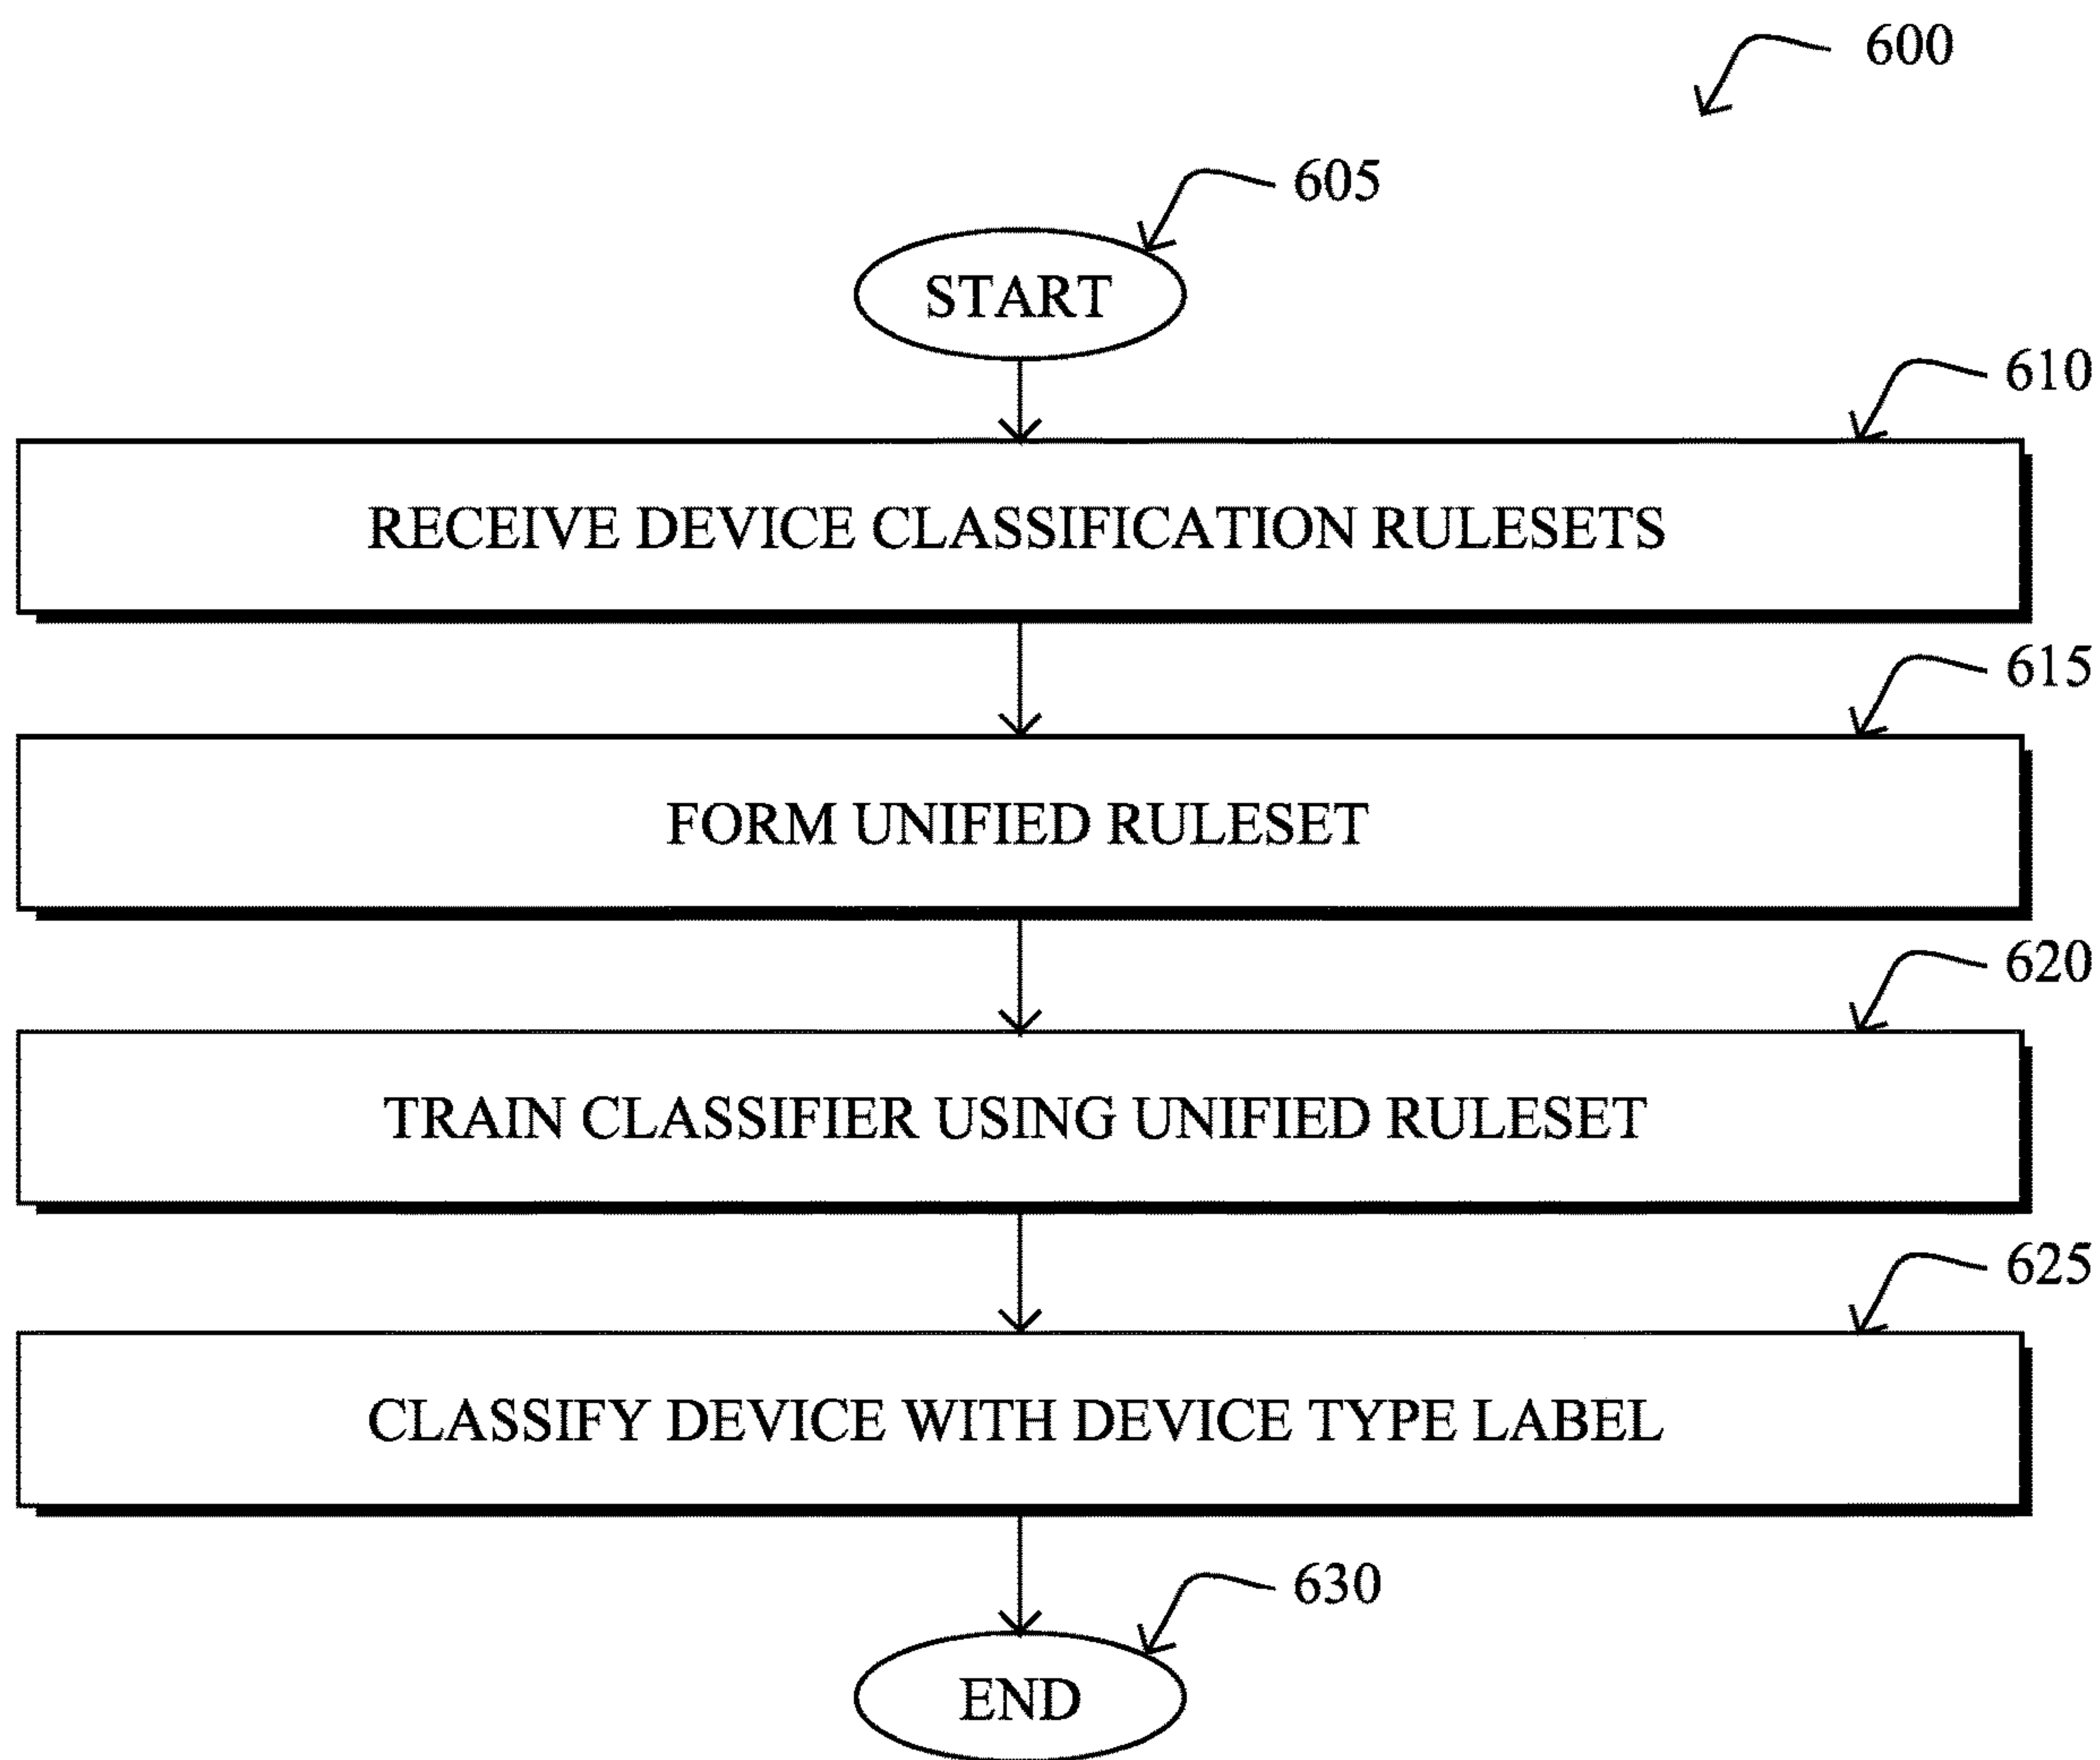 600
605
START
610
RECEIVE DEVICE CLASSIFICATION RULESETS
615
FORM UNIFIED RULESET
620
TRAIN CLASSIFIER USING UNIFIED RULESET
625
CLASSIFY DEVICE WITH DEVICE TYPE LABEL
630
END